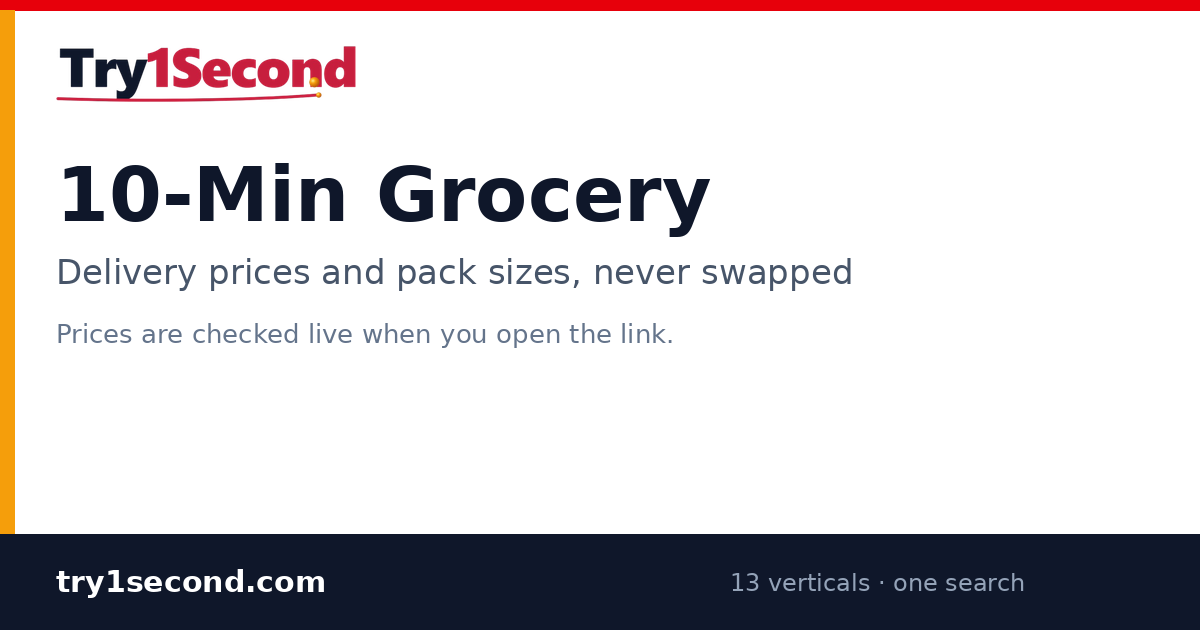 Try1Second
10-Min Grocery
Delivery prices and pack sizes, never swapped
Prices are checked live when you open the link.
try1second.com
13 verticals · one search